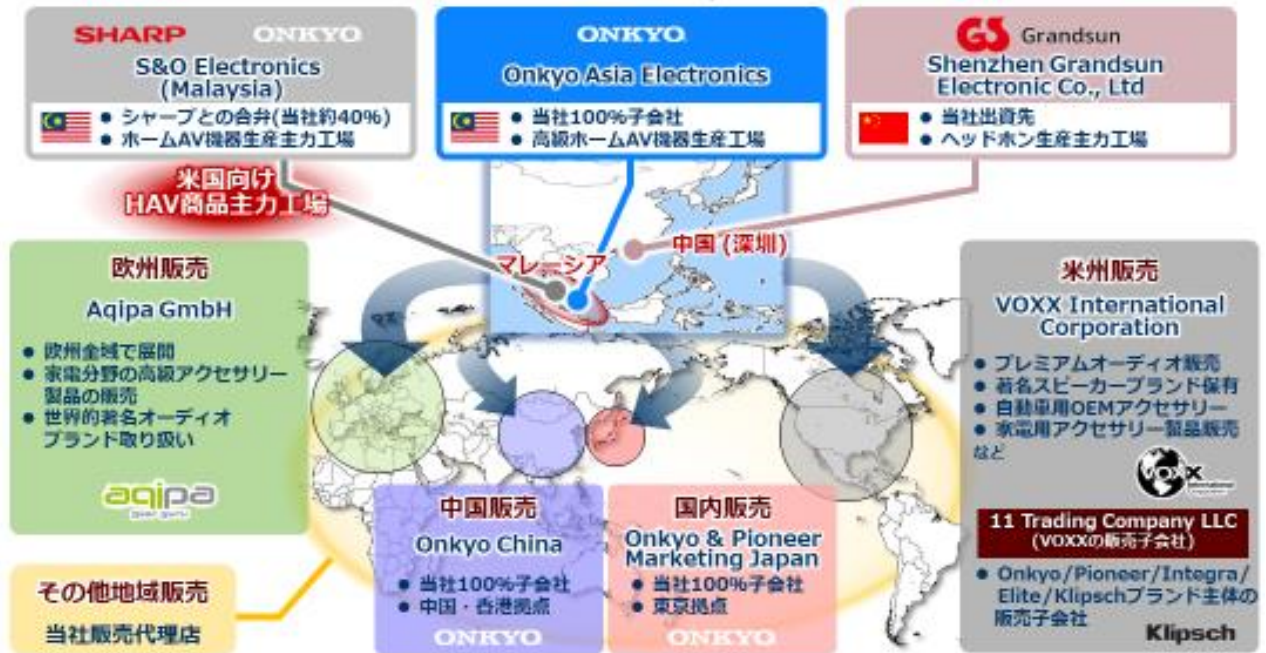 SHARP ONKYO
S&O Electronics
(Malaysia)
● シャープとの合弁(当社約40%)
● ホームAV機器生産主力工場
ONKYO
Onkyo Asia Electronics
● 当社100%子会社
● 高級ホームAV機器生産工場
GS Grandsun
Shenzhen Grandsun
Electronic Co., Ltd
● 当社出資先
● ヘッドホン生産主力工場
米国向け
HAV商品主力工場
マレーシア
中国 (深圳)
欧州販売
Aqipa GmbH
● 欧州全域で展開
● 家電分野の高級アクセサリー
製品の販売
● 世界的著名オーディオ
ブランド取り扱い
aqipa
その他地域販売
当社販売代理店
中国販売
Onkyo China
● 当社100%子会社
● 中国・香港拠点
ONKYO
国内販売
Onkyo & Pioneer
Marketing Japan
● 当社100%子会社
● 東京拠点
ONKYO
米州販売
VOXX International
Corporation
● プレミアムオーディオ販売
● 著名スピーカーブランド保有
● 自動車用OEMアクセサリー
● 家電用アクセサリー製品販売
など
11 Trading Company LLC
(VOXXの販売子会社)
● Onkyo/Pioneer/Integra/
Elite/Klipschブランド主体の
販売子会社
Klipsch